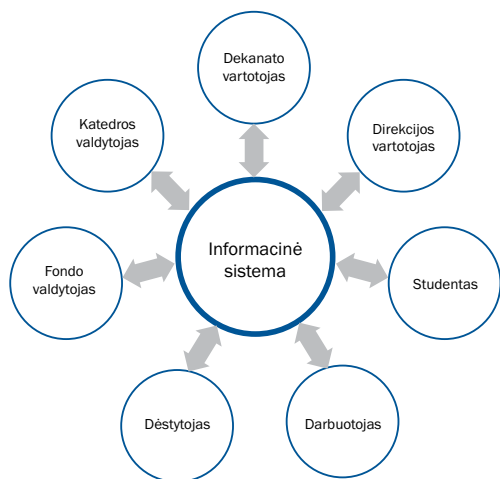 Dekanato
vartotojas
Katedros
valdytojas
Direkcijos
vartotojas
Informacinė
sistema
Fondo
valdytojas
Studentas
Dėstytojas
Darbuotojas